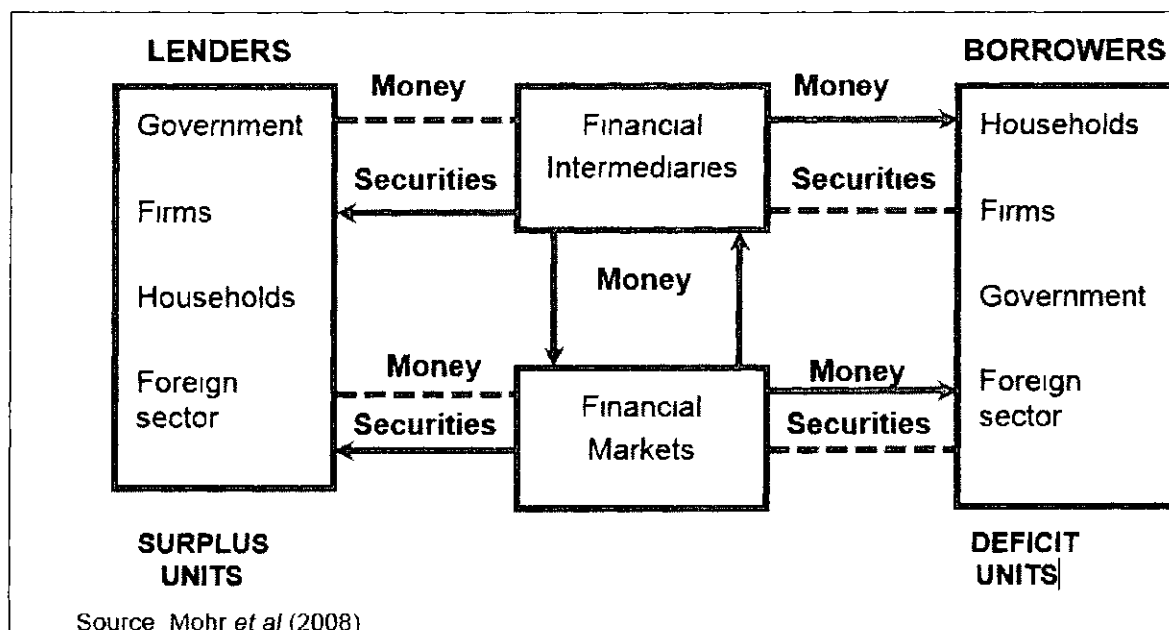 LENDERS
BORROWERS
Government
Firms
Households
Foreign
sector
Money
Securities
Financial
Intermediaries
Money
Securities
Households
Firms
Government
Foreign
sector
Money
Money
Securities
Financial
Markets
Money
Securities
SURPLUS
UNITS
DEFICIT
UNITS
Source Mohr et al (2008)